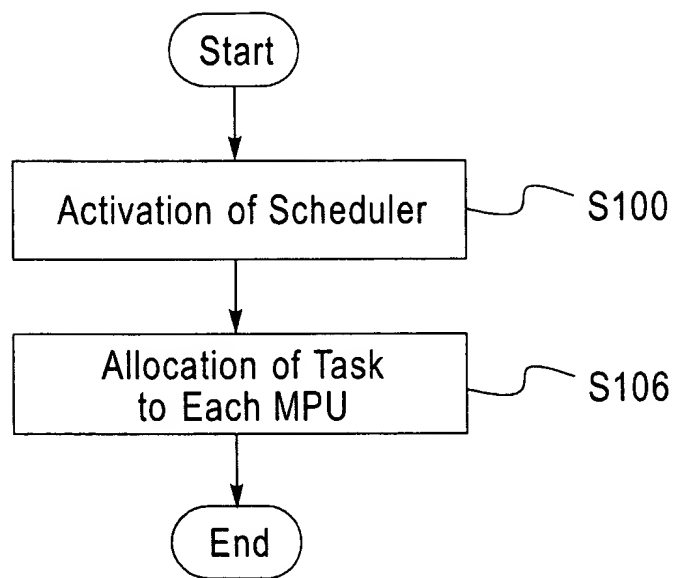 Start
Activation of Scheduler
S100
Allocation of Task
to Each MPU
S106
End